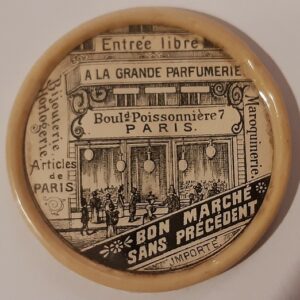 Entrée libre
A LA GRANDE PARFUMERIE
Boulᵈ Poissonnière 7
PARIS.
Bijouterie
Horlogerie
Maroquinerie.
Articles
de
PARIS
BON MARCHÉ
SANS PRÉCÉDENT
IMPORTÉ